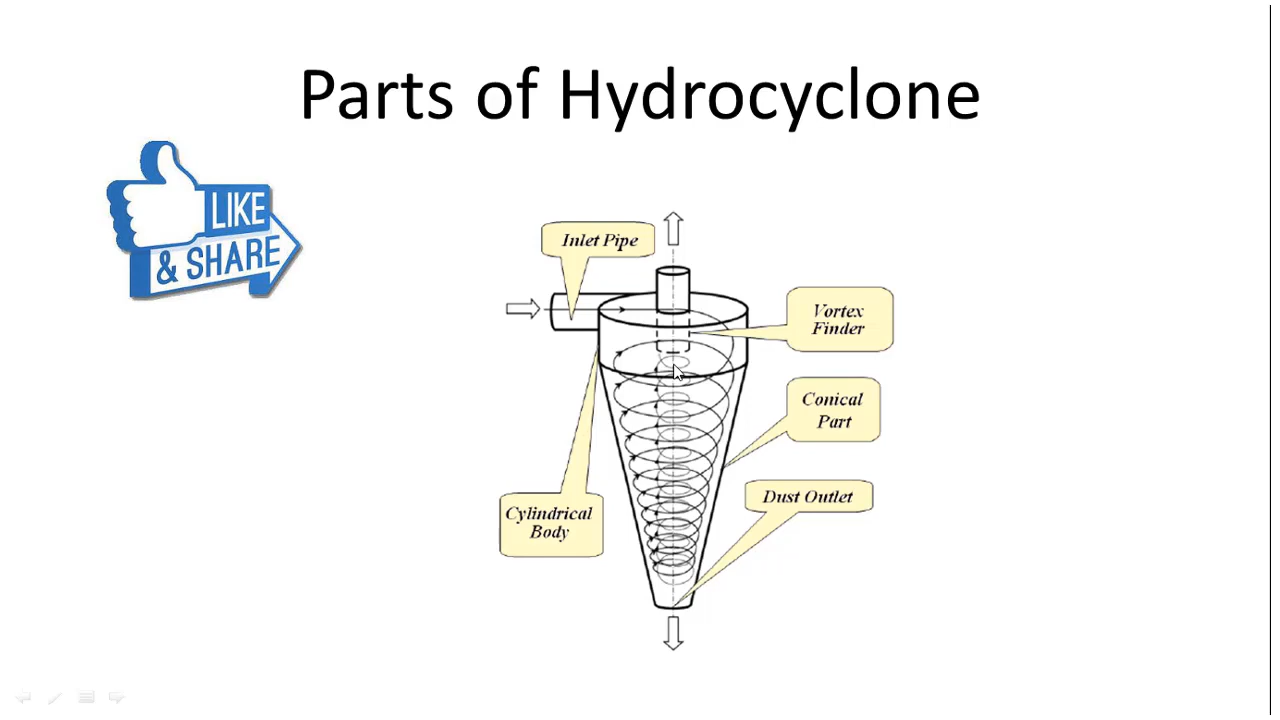 Parts of Hydrocyclone
LIKE
& SHARE
Inlet Pipe
Vortex
Finder
Conical
Part
Dust Outlet
Cylindrical
Body